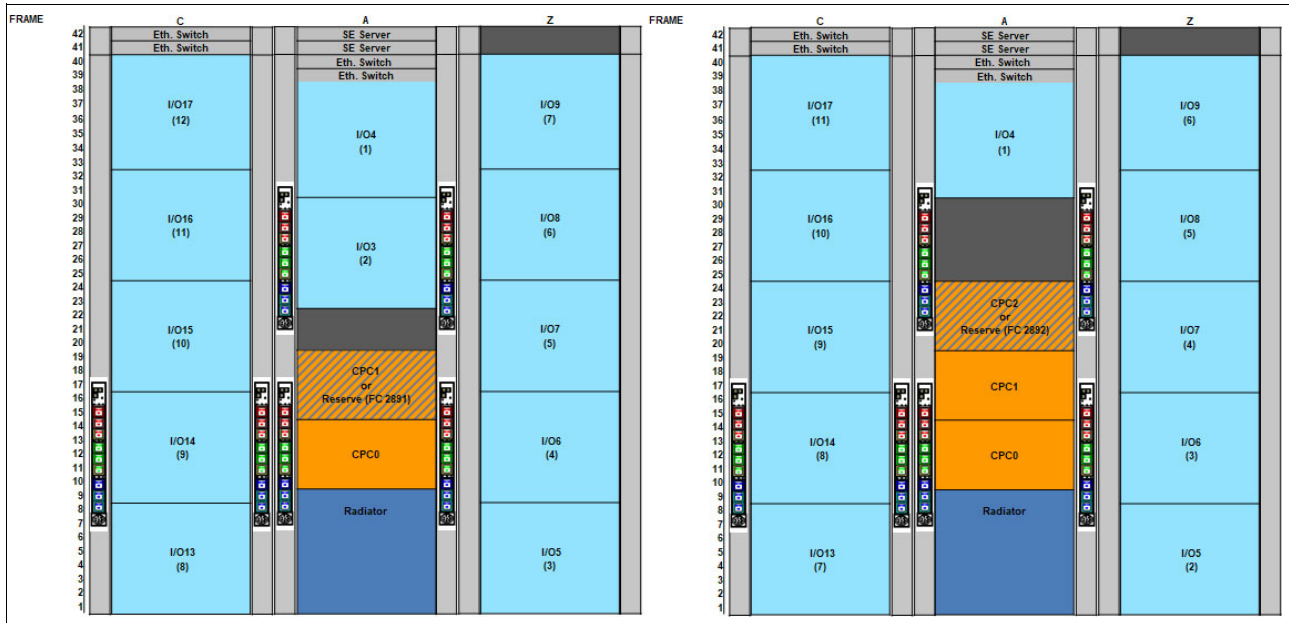 FRAME
C
A
Z
42
41
40
39
38
37
36
35
34
33
32
31
30
29
28
27
26
25
24
23
22
21
20
19
18
17
16
15
14
13
12
11
10
9
8
7
6
5
4
3
2
1
Eth. Switch
Eth. Switch
I/O17
(12)
I/O16
(11)
I/O15
(10)
I/O14
(9)
I/O13
(8)
SE Server
SE Server
Eth. Switch
Eth. Switch
I/O4
(1)
I/O3
(2)
CPC1
or
Reserve (FC 2891)
CPC0
Radiator
I/O9
(7)
I/O8
(6)
I/O7
(5)
I/O6
(4)
I/O5
(3)
FRAME
C
A
Z
42
41
40
39
38
37
36
35
34
33
32
31
30
29
28
27
26
25
24
23
22
21
20
19
18
17
16
15
14
13
12
11
10
9
8
7
6
5
4
3
2
1
Eth. Switch
Eth. Switch
I/O17
(11)
I/O16
(10)
I/O15
(9)
I/O14
(8)
I/O13
(7)
SE Server
SE Server
Eth. Switch
Eth. Switch
I/O4
(1)
CPC2
or
Reserve (FC 2892)
CPC1
CPC0
Radiator
I/O9
(6)
I/O8
(5)
I/O7
(4)
I/O6
(3)
I/O5
(2)